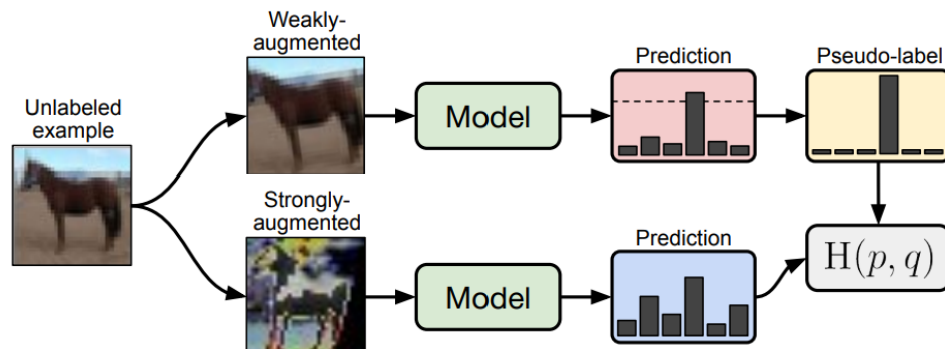 Weakly-
augmented
Prediction
Pseudo-label
Unlabeled
example
Model
Strongly-
augmented
Prediction
Model
H(p, q)